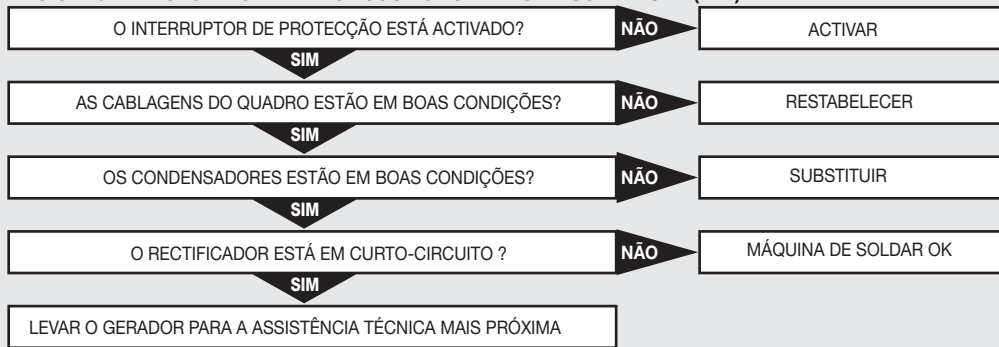 O INTERRUPTOR DE PROTECÇÃO ESTÁ ACTIVADO?
NÃO
ACTIVAR
SIM
AS CABLAGENS DO QUADRO ESTÃO EM BOAS CONDIÇÕES?
NÃO
RESTABELECER
SIM
OS CONDENSADORES ESTÃO EM BOAS CONDIÇÕES?
NÃO
SUBSTITUIR
SIM
O RECTIFICADOR ESTÁ EM CURTO-CIRCUITO ?
NÃO
MÁQUINA DE SOLDAR OK
SIM
LEVAR O GERADOR PARA A ASSISTÊNCIA TÉCNICA MAIS PRÓXIMA